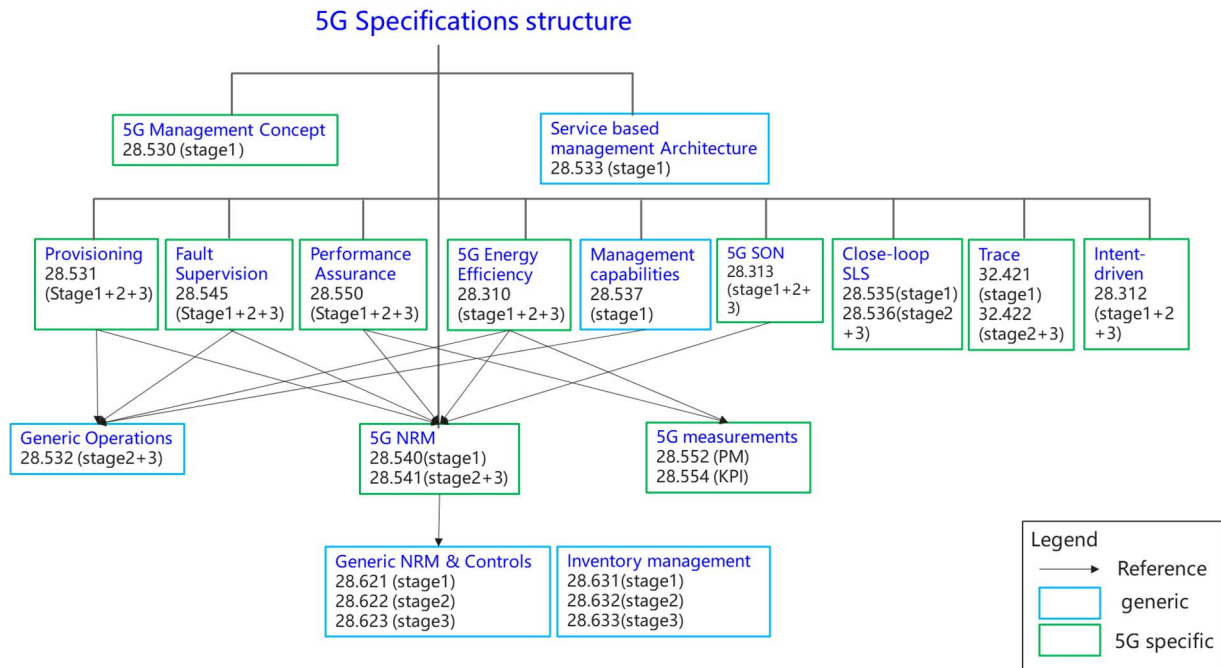 5G Specifications structure
5G Management Concept
28.530 (stage1)
Service based
management Architecture
28.533 (stage1)
Provisioning
28.531
(Stage1+2+3)
Fault
Supervision
28.545
(Stage1+2+3)
Performance
Assurance
28.550
(Stage1+2+3)
5G Energy
Efficiency
28.310
(stage1+2+3)
Management
capabilities
28.537
(stage1)
5G SON
28.313
(stage1+2+
3)
Close-loop
SLS
28.535(stage1)
28.536(stage2
+3)
Trace
32.421
(stage1)
32.422
(stage2+3)
Intent-
driven
28.312
(stage1+2
+3)
Generic Operations
28.532 (stage2+3)
5G NRM
28.540(stage1)
28.541(stage2+3)
5G measurements
28.552 (PM)
28.554 (KPI)
Generic NRM & Controls
28.621 (stage1)
28.622 (stage2)
28.623 (stage3)
Inventory management
28.631(stage1)
28.632(stage2)
28.633(stage3)
Legend
Reference
generic
5G specific